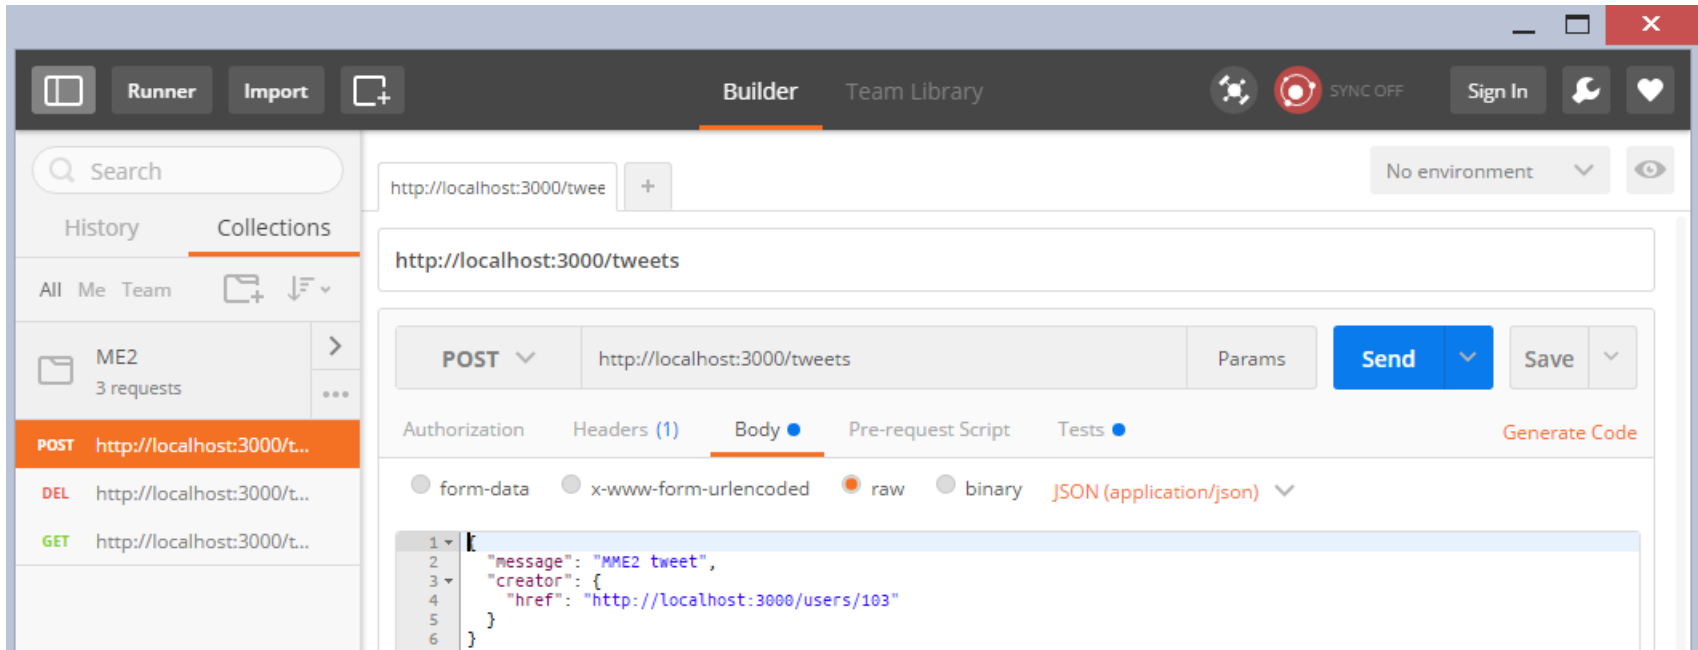 Runner Import Builder Team Library SYNC OFF Sign In
Search
No environment
http://localhost:3000/twee +
History Collections
http://localhost:3000/tweets
All Me Team
ME2
3 requests
POST http://localhost:3000/tweets Params Send Save
Authorization Headers (1) Body Pre-request Script Tests Generate Code
POST http://localhost:3000/t...
DEL http://localhost:3000/t...
GET http://localhost:3000/t...
form-data x-www-form-urlencoded raw binary JSON (application/json)
1 {
2 "message": "MME2 tweet",
3 "creator": {
4 "href": "http://localhost:3000/users/103"
5 }
6 }